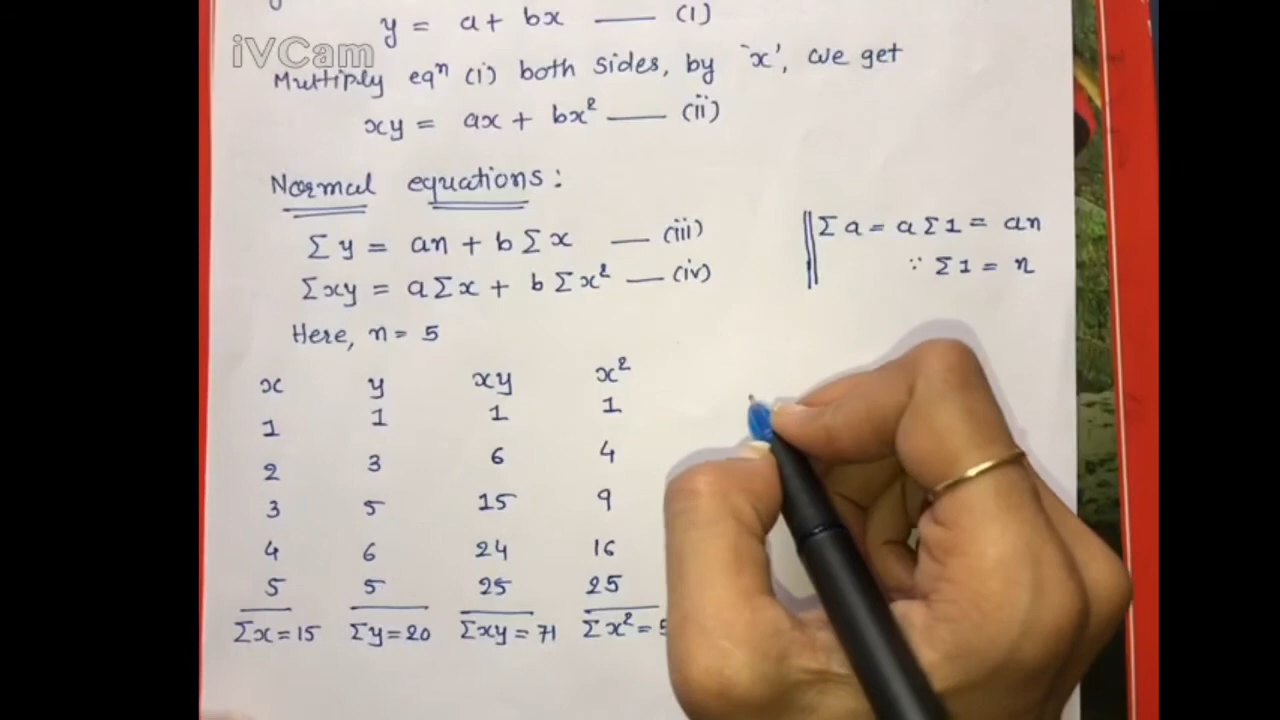 y = a + bx —— (i)
iVCam
Multiply eqⁿ (i) both sides, by 'x', we get
xy = ax + bx² —— (ii)
Normal equations:
Σy = an + bΣx — (iii)
Σa = aΣ1 = an
Σxy = aΣx + bΣx² — (iv)
∵ Σ1 = n
Here, n = 5
x y xy x²
1 1 1 1
2 3 6 4
3 5 15 9
4 6 24 16
5 5 25 25
Σx = 15 Σy = 20 Σxy = 71 Σx² = 5